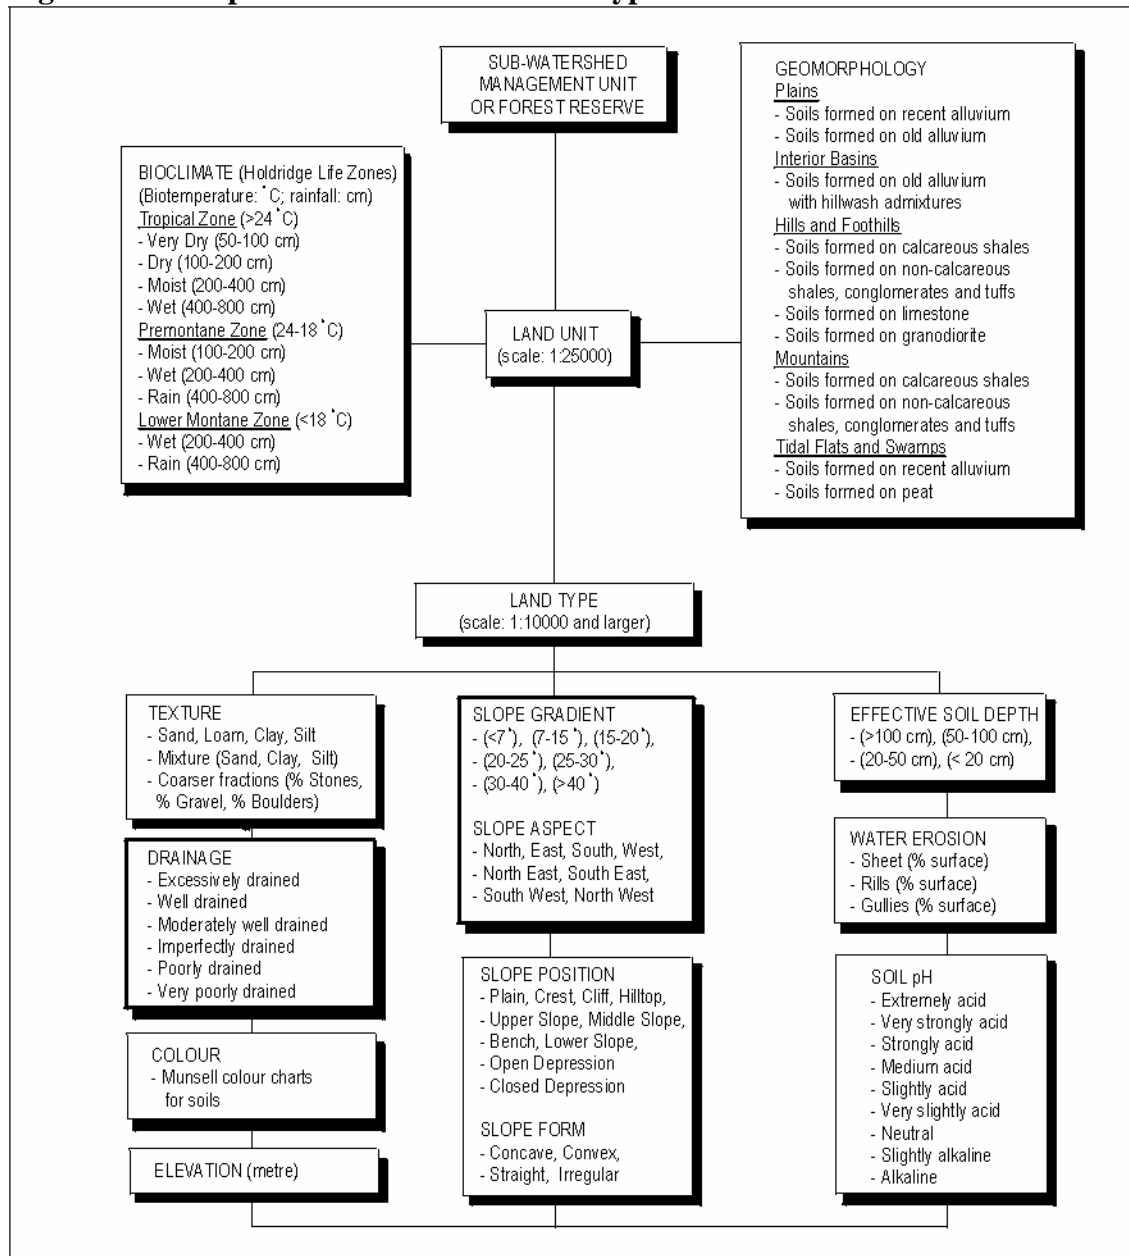 SUB-WATERSHED
MANAGEMENT UNIT
OR FOREST RESERVE
BIOCLIMATE (Holdridge Life Zones)
(Biotemperature: °C; rainfall: cm)
Tropical Zone (>24 °C)
- Very Dry (50-100 cm)
- Dry (100-200 cm)
- Moist (200-400 cm)
- Wet (400-800 cm)
Premontane Zone (24-18 °C)
- Moist (100-200 cm)
- Wet (200-400 cm)
- Rain (400-800 cm)
Lower Montane Zone (<18 °C)
- Wet (200-400 cm)
- Rain (400-800 cm)
LAND UNIT
(scale: 1:25000)
GEOMORPHOLOGY
Plains
- Soils formed on recent alluvium
- Soils formed on old alluvium
Interior Basins
- Soils formed on old alluvium
with hillwash admixtures
Hills and Foothills
- Soils formed on calcareous shales
- Soils formed on non-calcareous
shales, conglomerates and tuffs
- Soils formed on limestone
- Soils formed on granodiorite
Mountains
- Soils formed on calcareous shales
- Soils formed on non-calcareous
shales, conglomerates and tuffs
Tidal Flats and Swamps
- Soils formed on recent alluvium
- Soils formed on peat
LAND TYPE
(scale: 1:10000 and larger)
TEXTURE
- Sand, Loam, Clay, Silt
- Mixture (Sand, Clay, Silt)
- Coarser fractions (% Stones,
% Gravel, % Boulders)
DRAINAGE
- Excessively drained
- Well drained
- Moderately well drained
- Imperfectly drained
- Poorly drained
- Very poorly drained
COLOUR
- Munsell colour charts
for soils
ELEVATION (metre)
SLOPE GRADIENT
- (<7°), (7-15°), (15-20°),
- (20-25°), (25-30°),
- (30-40°), (>40°)
SLOPE ASPECT
- North, East, South, West,
- North East, South East,
- South West, North West
SLOPE POSITION
- Plain, Crest, Cliff, Hilltop,
- Upper Slope, Middle Slope,
- Bench, Lower Slope,
- Open Depression
- Closed Depression
SLOPE FORM
- Concave, Convex,
- Straight, Irregular
EFFECTIVE SOIL DEPTH
- (>100 cm), (50-100 cm),
- (20-50 cm), (< 20 cm)
WATER EROSION
- Sheet (% surface)
- Rills (% surface)
- Gullies (% surface)
SOIL pH
- Extremely acid
- Very strongly acid
- Strongly acid
- Medium acid
- Slightly acid
- Very slightly acid
- Neutral
- Slightly alkaline
- Alkaline